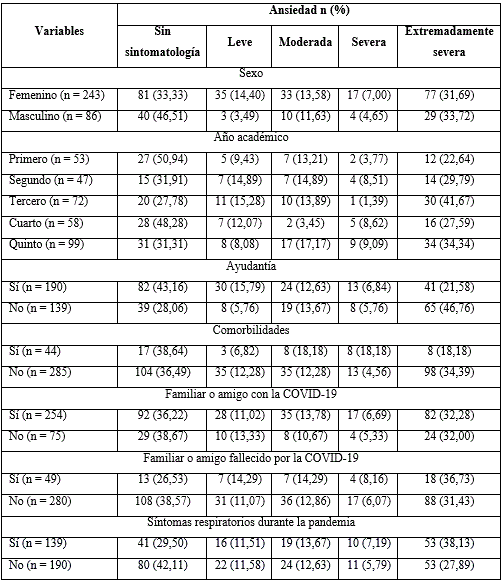 Variables
Ansiedad n (%)
Sin sintomatología
Leve
Moderada
Severa
Extremadamente severa
Sexo
Femenino (n = 243) 81 (33,33) 35 (14,40) 33 (13,58) 17 (7,00) 77 (31,69)
Masculino (n = 86) 40 (46,51) 3 (3,49) 10 (11,63) 4 (4,65) 29 (33,72)
Año académico
Primero (n = 53) 27 (50,94) 5 (9,43) 7 (13,21) 2 (3,77) 12 (22,64)
Segundo (n = 47) 15 (31,91) 7 (14,89) 7 (14,89) 4 (8,51) 14 (29,79)
Tercero (n = 72) 20 (27,78) 11 (15,28) 10 (13,89) 1 (1,39) 30 (41,67)
Cuarto (n = 58) 28 (48,28) 7 (12,07) 2 (3,45) 5 (8,62) 16 (27,59)
Quinto (n = 99) 31 (31,31) 8 (8,08) 17 (17,17) 9 (9,09) 34 (34,34)
Ayudantía
Sí (n = 190) 82 (43,16) 30 (15,79) 24 (12,63) 13 (6,84) 41 (21,58)
No (n = 139) 39 (28,06) 8 (5,76) 19 (13,67) 8 (5,76) 65 (46,76)
Comorbilidades
Sí (n = 44) 17 (38,64) 3 (6,82) 8 (18,18) 8 (18,18) 8 (18,18)
No (n = 285) 104 (36,49) 35 (12,28) 35 (12,28) 13 (4,56) 98 (34,39)
Familiar o amigo con la COVID-19
Sí (n = 254) 92 (36,22) 28 (11,02) 35 (13,78) 17 (6,69) 82 (32,28)
No (n = 75) 29 (38,67) 10 (13,33) 8 (10,67) 4 (5,33) 24 (32,00)
Familiar o amigo fallecido por la COVID-19
Sí (n = 49) 13 (26,53) 7 (14,29) 7 (14,29) 4 (8,16) 18 (36,73)
No (n = 280) 108 (38,57) 31 (11,07) 36 (12,86) 17 (6,07) 88 (31,43)
Síntomas respiratorios durante la pandemia
Sí (n = 139) 41 (29,50) 16 (11,51) 19 (13,67) 10 (7,19) 53 (38,13)
No (n = 190) 80 (42,11) 22 (11,58) 24 (12,63) 11 (5,79) 53 (27,89)